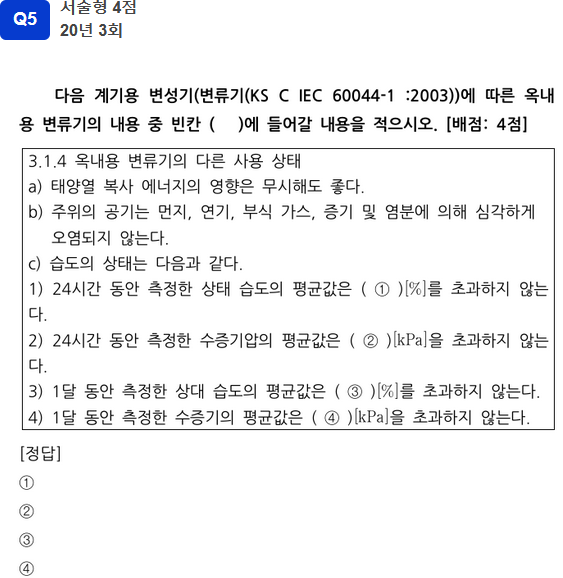 Q5
서술형 4점
20년 3회
다음 계기용 변성기(변류기(KS C IEC 60044-1 :2003))에 따른 옥내
용 변류기의 내용 중 빈칸 ( )에 들어갈 내용을 적으시오. [배점: 4점]
3.1.4 옥내용 변류기의 다른 사용 상태
a) 태양열 복사 에너지의 영향은 무시해도 좋다.
b) 주위의 공기는 먼지, 연기, 부식 가스, 증기 및 염분에 의해 심각하게
오염되지 않는다.
c) 습도의 상태는 다음과 같다.
1) 24시간 동안 측정한 상태 습도의 평균값은 ( ① )[%]를 초과하지 않는
다.
2) 24시간 동안 측정한 수증기압의 평균값은 ( ② )[kPa]을 초과하지 않는
다.
3) 1달 동안 측정한 상대 습도의 평균값은 ( ③ )[%]를 초과하지 않는다.
4) 1달 동안 측정한 수증기의 평균값은 ( ④ )[kPa]을 초과하지 않는다.
[정답]
①
②
③
④